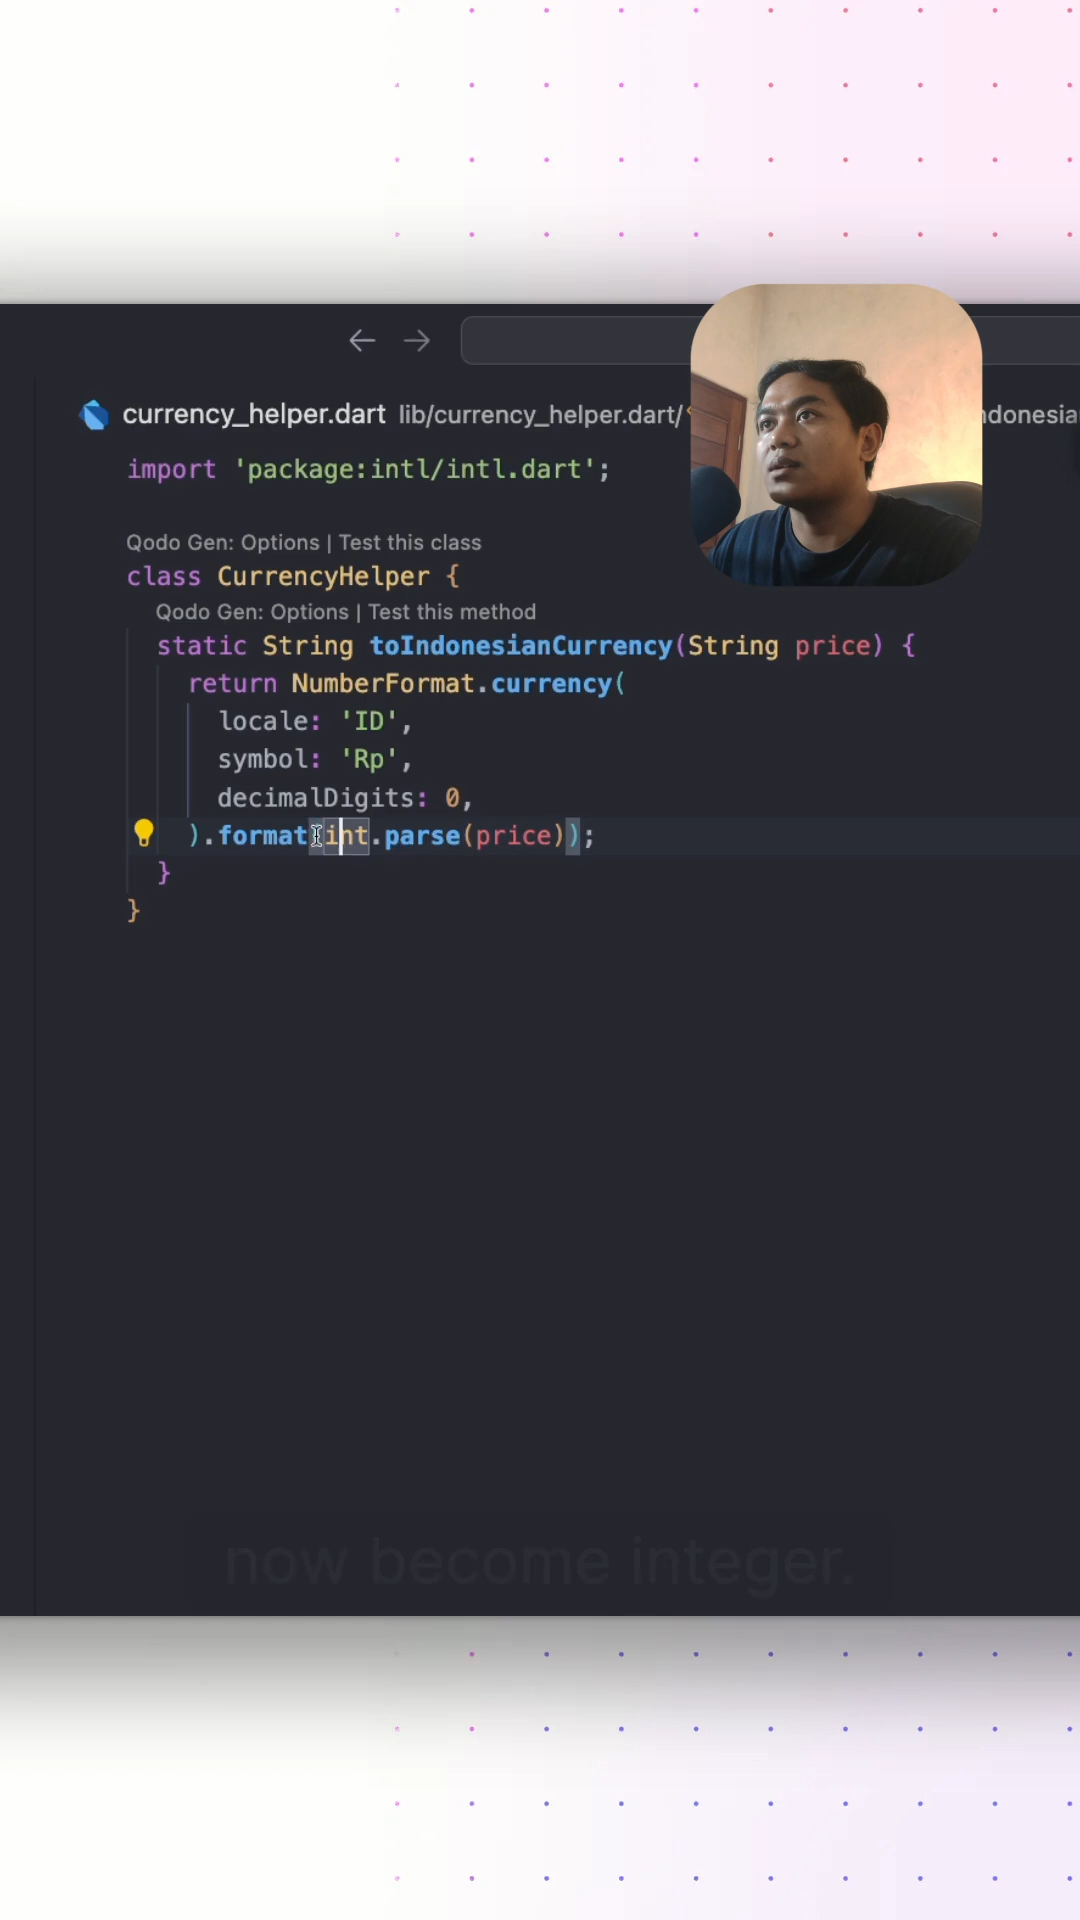 currency_helper.dart lib/currency_helper.dart/
import 'package:intl/intl.dart';
Qodo Gen: Options | Test this class
class CurrencyHelper {
Qodo Gen: Options | Test this method
static String toIndonesianCurrency(String price) {
return NumberFormat.currency(
locale: 'ID',
symbol: 'Rp',
decimalDigits: 0,
).format(int.parse(price));
}
}
now become integer.